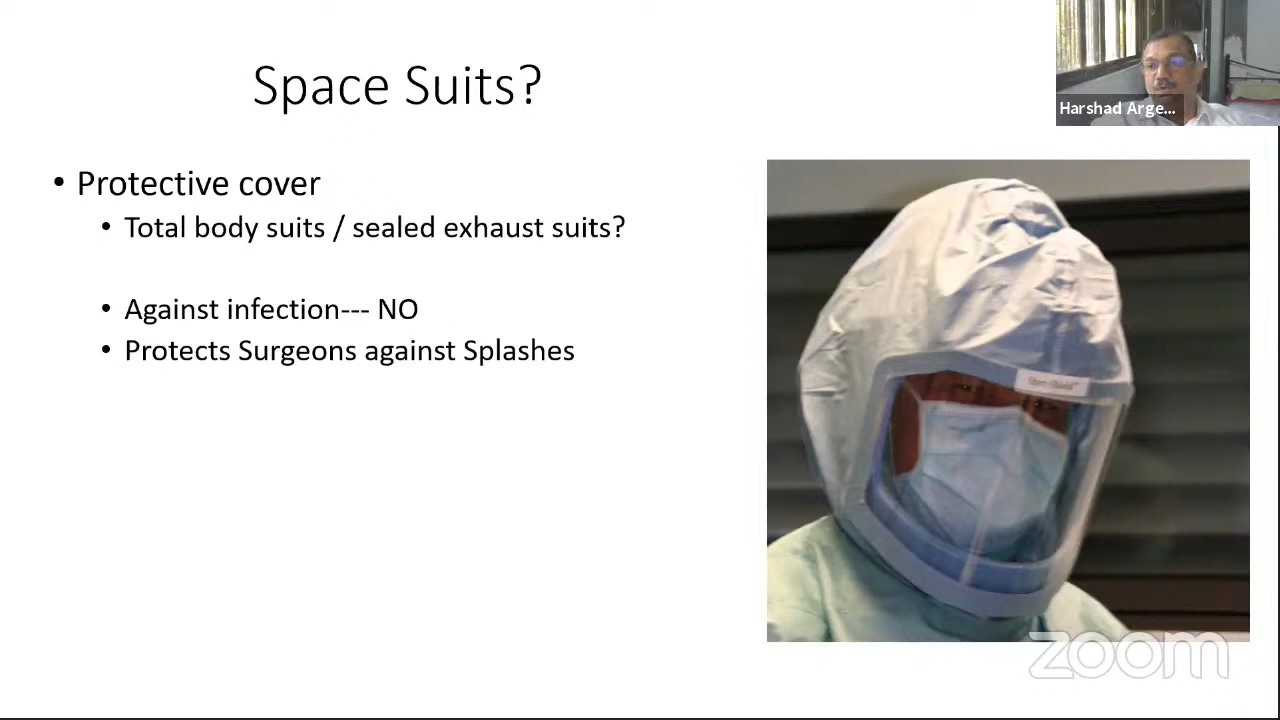 Space Suits?
Harshad Arge...
• Protective cover
• Total body suits / sealed exhaust suits?
• Against infection--- NO
• Protects Surgeons against Splashes
zoom